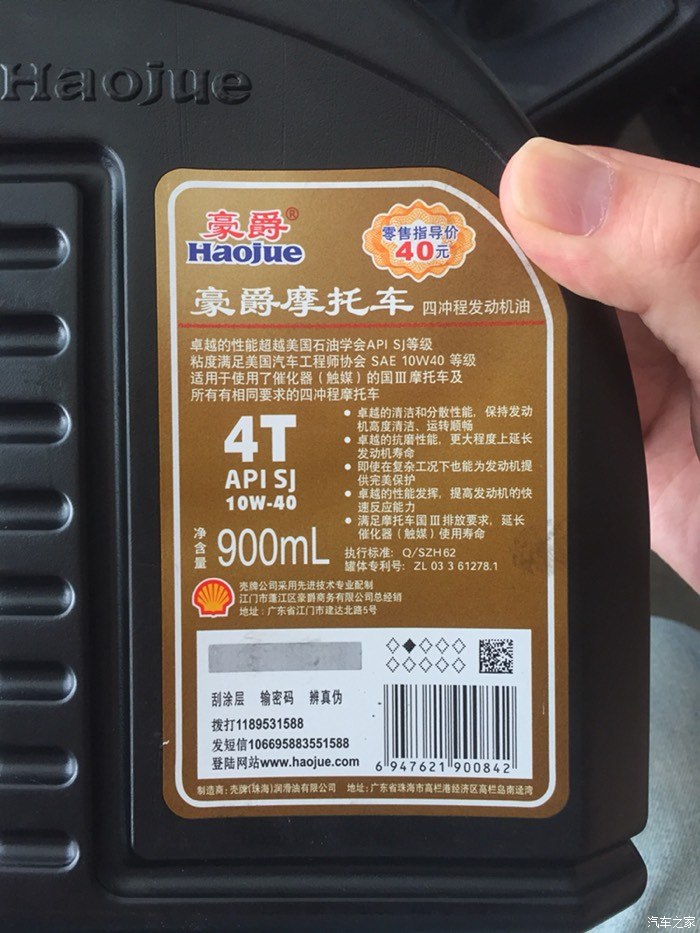 Haojue
豪爵®
Haojue
零售指导价
40元
豪爵摩托车 四冲程发动机油
卓越的性能超越美国石油学会API SJ等级
粘度满足美国汽车工程师协会 SAE 10W40 等级
适用于使用了催化器（触媒）的国Ⅲ摩托车及
所有有相同要求的四冲程摩托车
4T
API SJ
10W-40
净含量 900mL
● 卓越的清洁和分散性能，保持发动
机高度清洁、运转顺畅
● 卓越的抗磨性能，更大程度上延长
发动机寿命
● 即使在复杂工况下也能为发动机提
供完美保护
● 卓越的性能发挥，提高发动机的快
速反应能力
● 满足摩托车国Ⅲ排放要求，延长
催化器（触媒）使用寿命
执行标准：Q/SZH 62
罐体专利号：ZL 03 3 61278.1
壳牌公司采用先进技术专业配制
江门市蓬江区豪爵商务有限公司总经销
地址：广东省江门市建达北路5号
刮涂层 输密码 辨真伪
拨打1189531588
发短信106695883551588
登陆网站www.haojue.com
6 947621 900842
制造商：壳牌(珠海)润滑油有限公司 地址：广东省珠海市高栏港经济区高栏岛南迳湾
汽车之家